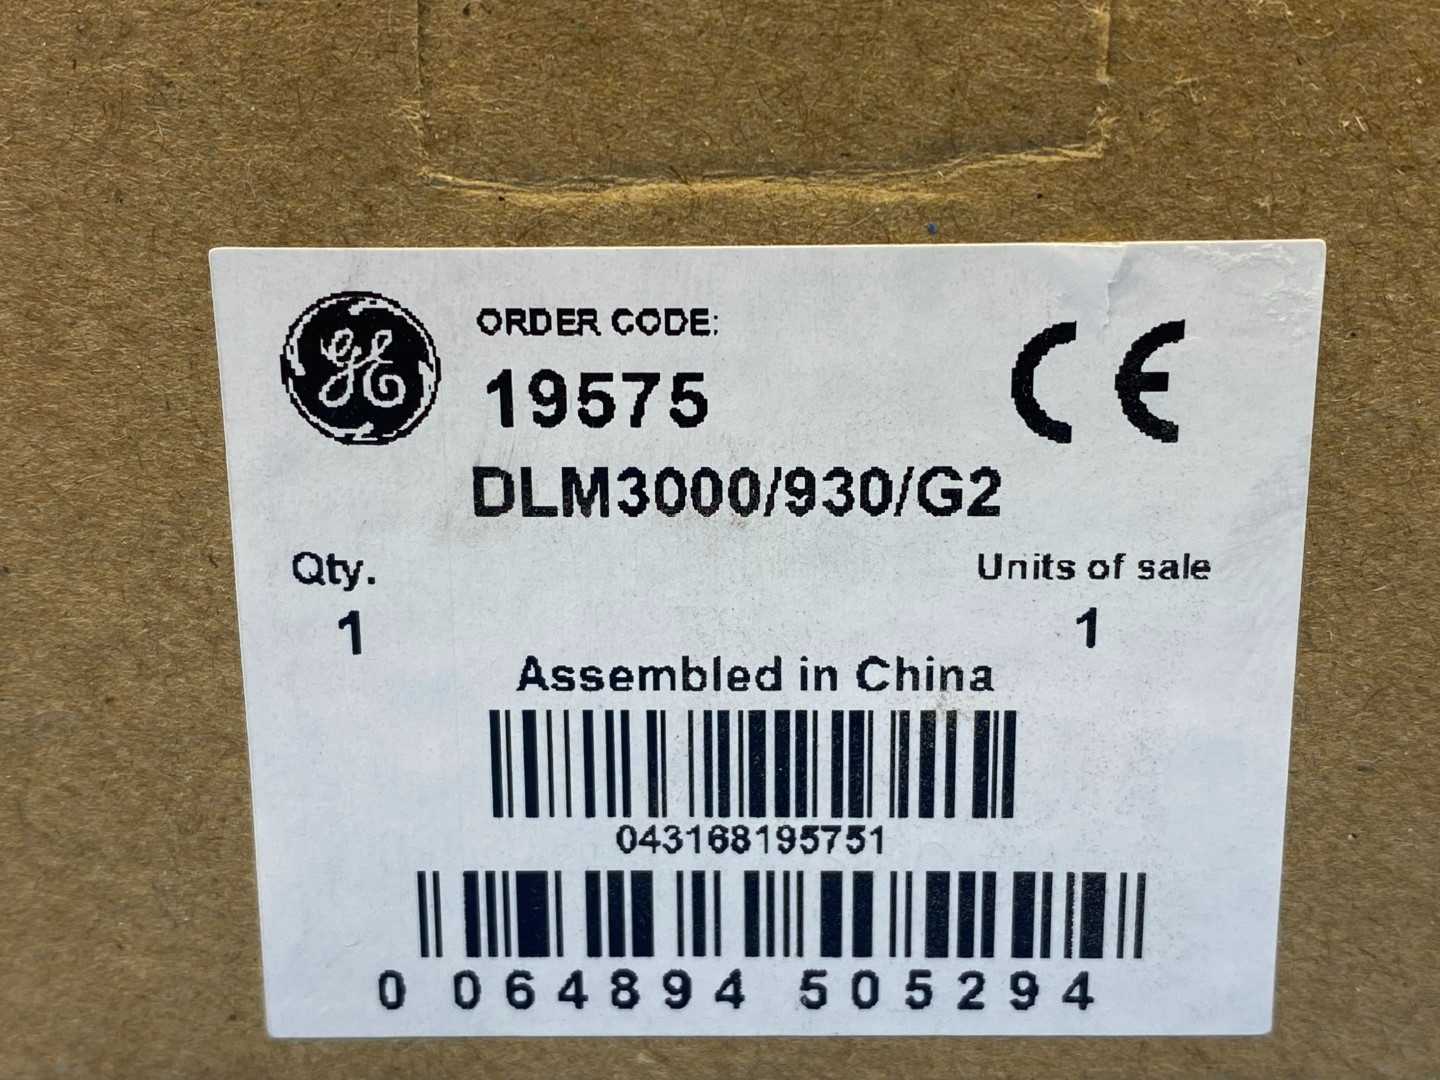 GE
ORDER CODE:
19575
CE
DLM3000/930/G2
Qty.
Units of sale
1
1
Assembled in China
043168195751
0 064894 505294